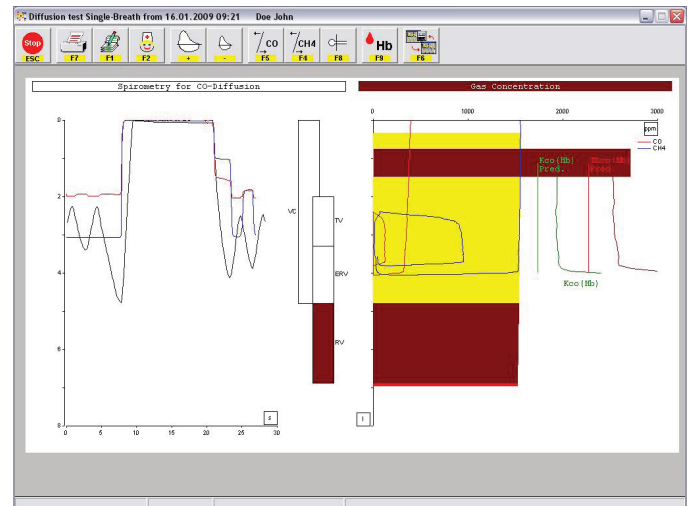 Diffusion test Single-Breath from 16.01.2009 09:21 Doe John
Stop
CO
CH4
Hb
ESC
F7
F1
F2
+
-
F5
F4
F8
F9
F6
Spirometry for CO-Diffusion
Gas Concentration
0
2
4
6
8
0
5
10
15
20
25
30
s
VC
TV
ERV
RV
0
1000
2000
3000
ppm
CO
CH4
Kco(Hb)
Pred.
Pred.
Kco(Hb)
l